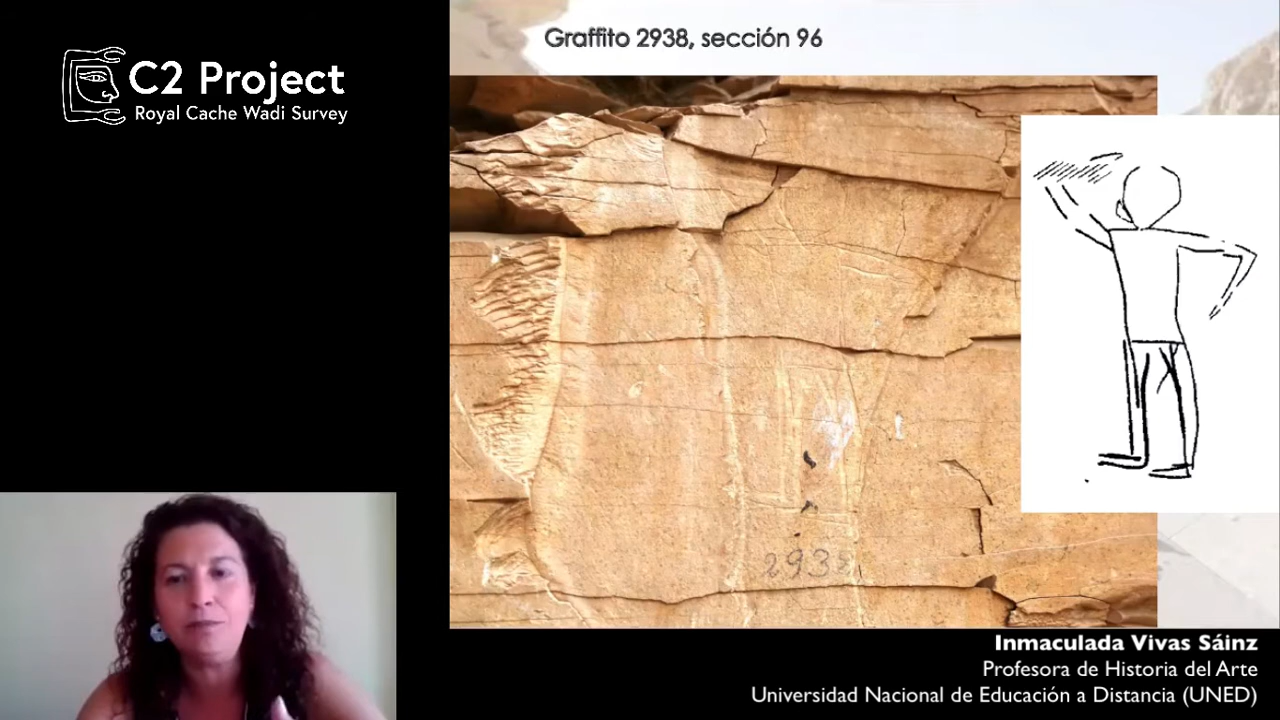 C2 Project
Royal Cache Wadi Survey
Graffito 2938, sección 96
2938
Inmaculada Vivas Sáinz
Profesora de Historia del Arte
Universidad Nacional de Educación a Distancia (UNED)